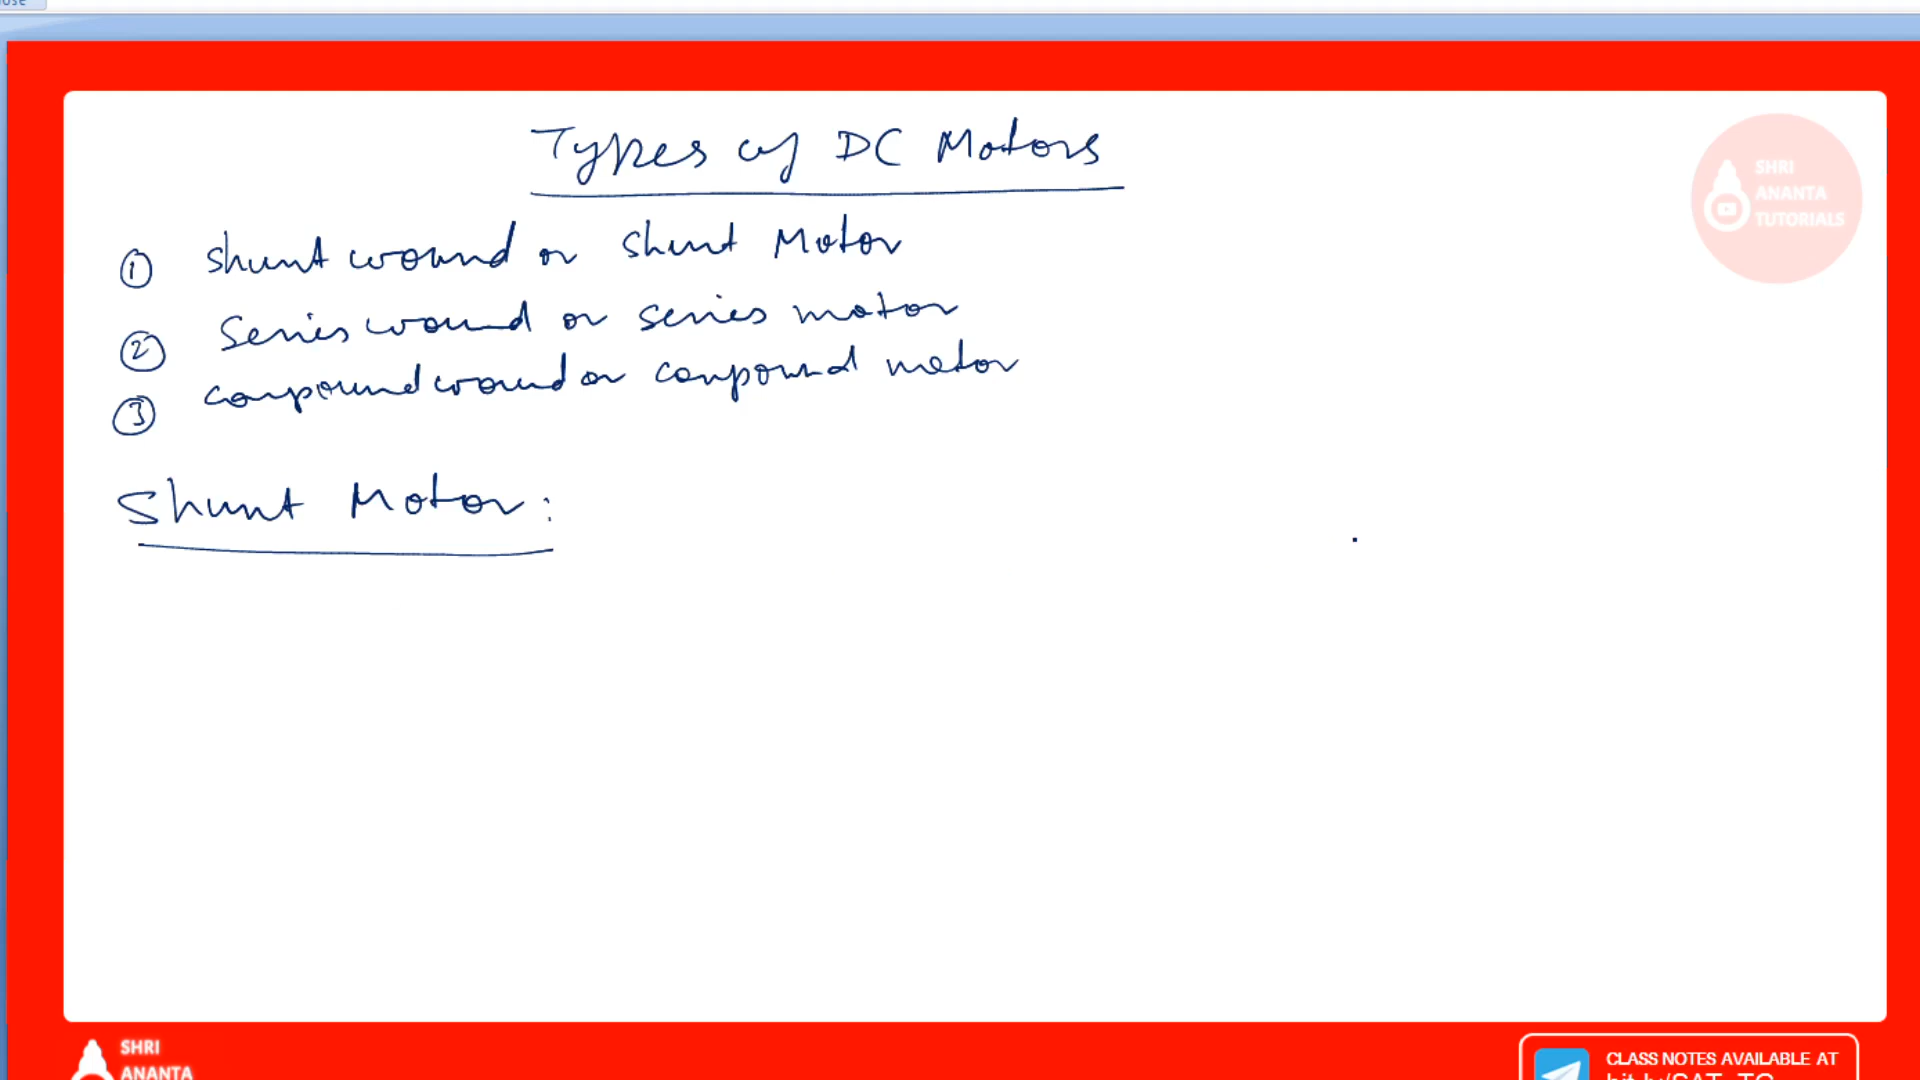 Types of DC Motors
① Shunt wound or Shunt Motor
② Series wound or series motor
③ compound wound or compound motor
Shunt Motor:
SHRI
ANANTA
TUTORIALS
SHRI
ANANTA
CLASS NOTES AVAILABLE AT